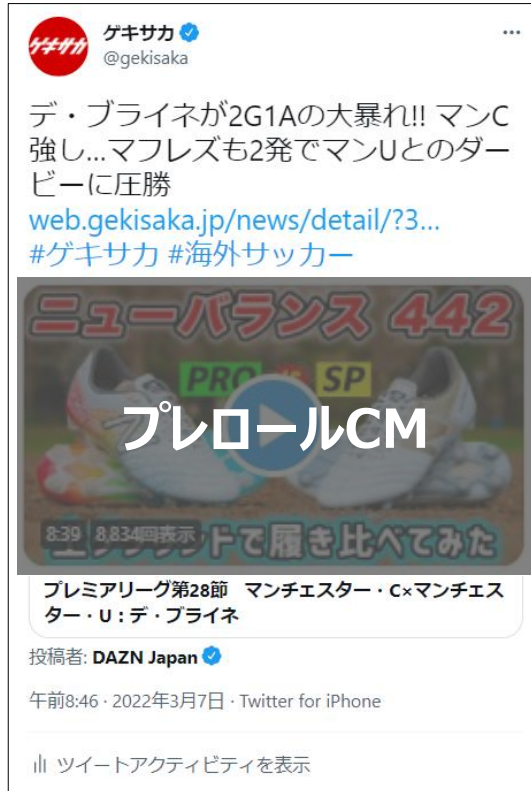 ゲキサカ
ゲキサカ
@gekisaka
デ・ブライネが2G1Aの大暴れ!! マンC
強し...マフレズも2発でマンUとのダー
ビーに圧勝
web.gekisaka.jp/news/detail/?3...
#ゲキサカ #海外サッカー
ニューバランス 442
PRO vs SP
プレロールCM
8:39 8,834回表示
で履き比べてみた
プレミアリーグ第28節 マンチェスター・C×マンチェス
ター・U:デ・ブライネ
投稿者: DAZN Japan
午前8:46 · 2022年3月7日 · Twitter for iPhone
ツイートアクティビティを表示